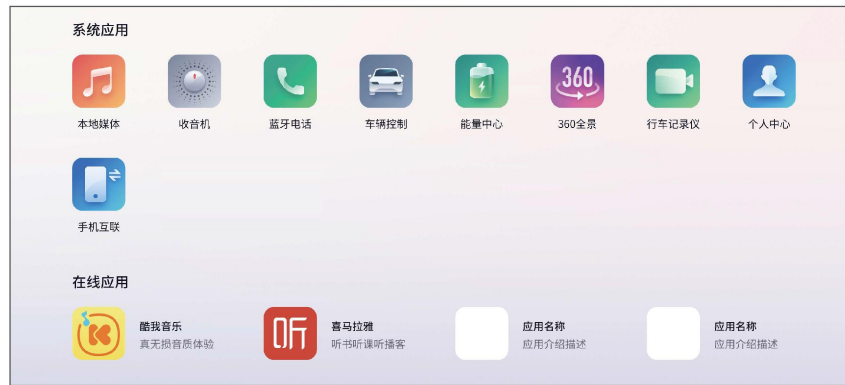 系统应用
360
本地媒体 收音机 蓝牙电话 车辆控制 能量中心 360全景 行车记录仪 个人中心
手机互联
在线应用
听
酷我音乐 喜马拉雅 应用名称 应用名称
真无损音质体验 听书听课听播客 应用介绍描述 应用介绍描述